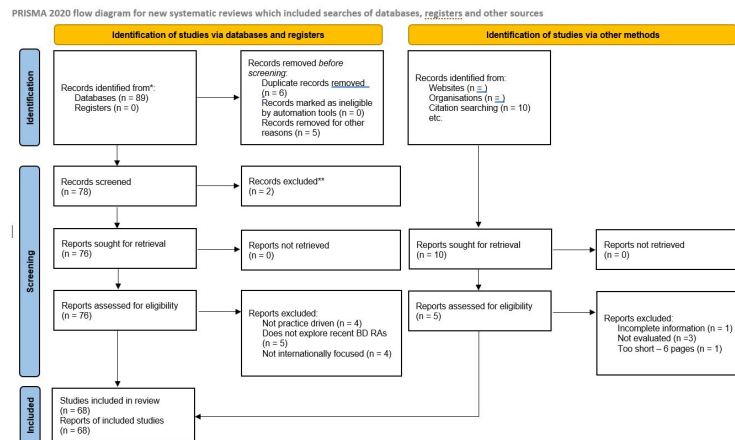 PRISMA 2020 flow diagram for new systematic reviews which included searches of databases, registers and other sources
Identification of studies via databases and registers
Identification of studies via other methods
Identification
Records identified from*:
Databases (n = 89)
Registers (n = 0)
Records removed before
screening:
Duplicate records removed
(n = 6)
Records marked as ineligible
by automation tools (n = 0)
Records removed for other
reasons (n = 5)
Records identified from:
Websites (n = )
Organisations (n = )
Citation searching (n = 10)
etc.
Screening
Records screened
(n = 78)
Records excluded**
(n = 2)
Reports sought for retrieval
(n = 76)
Reports not retrieved
(n = 0)
Reports sought for retrieval
(n = 10)
Reports not retrieved
(n = 0)
Reports assessed for eligibility
(n = 76)
Reports excluded:
Not practice driven (n = 4)
Does not explore recent BD RAs
(n = 5)
Not internationally focused (n = 4)
Reports assessed for eligibility
(n = 5)
Reports excluded:
Incomplete information (n = 1)
Not evaluated (n =3)
Too short – 6 pages (n = 1)
Included
Studies included in review
(n = 68)
Reports of included studies
(n = 68)